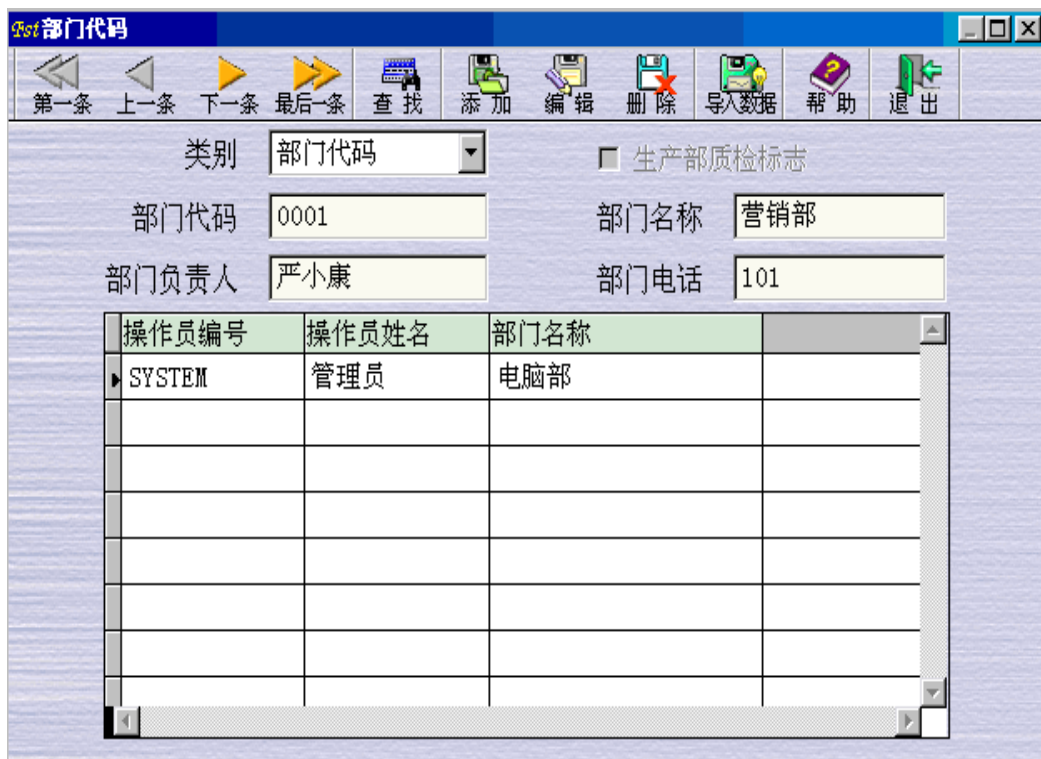 Fst 部门代码
第一条 上一条 下一条 最后一条 查找 添加 编辑 删除 导入数据 帮助 退出
类别 部门代码 生产部质检标志
部门代码 0001 部门名称 营销部
部门负责人 严小康 部门电话 101
操作员编号 操作员姓名 部门名称
SYSTEM 管理员 电脑部